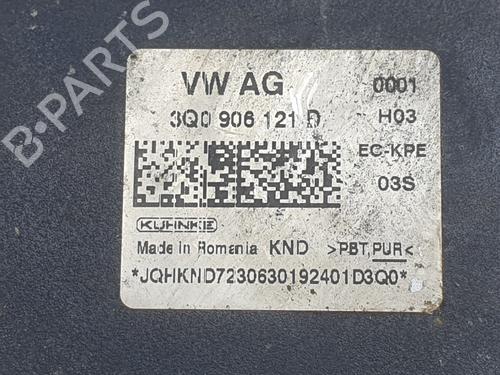 B-PARTS
VW AG 0001
3Q0 906 121 D H03
EC-KPE
03S
KUHNKE
Made in Romania KND >PBT,PUR<
*JQHKND7230630192401D3Q0*